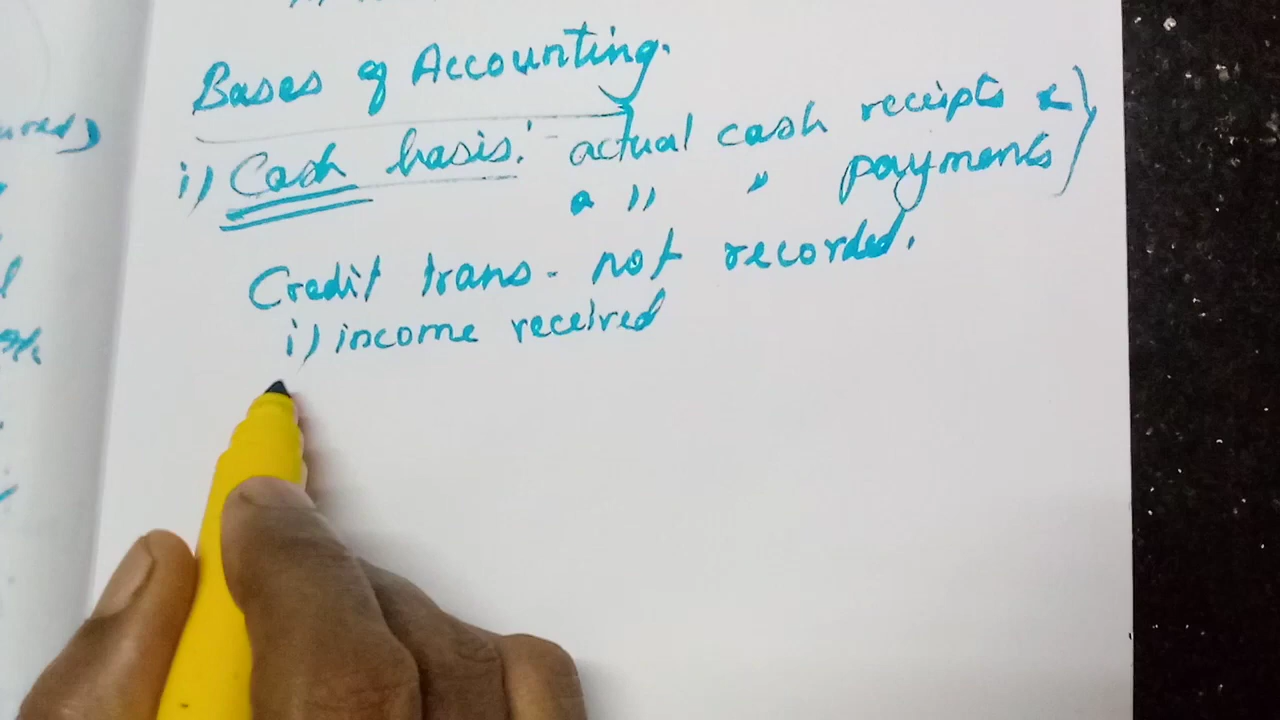 Bases of Accounting.
i) Cash basis:- actual cash receipts &
" " " payments
Credit trans - not recorded.
i) income received